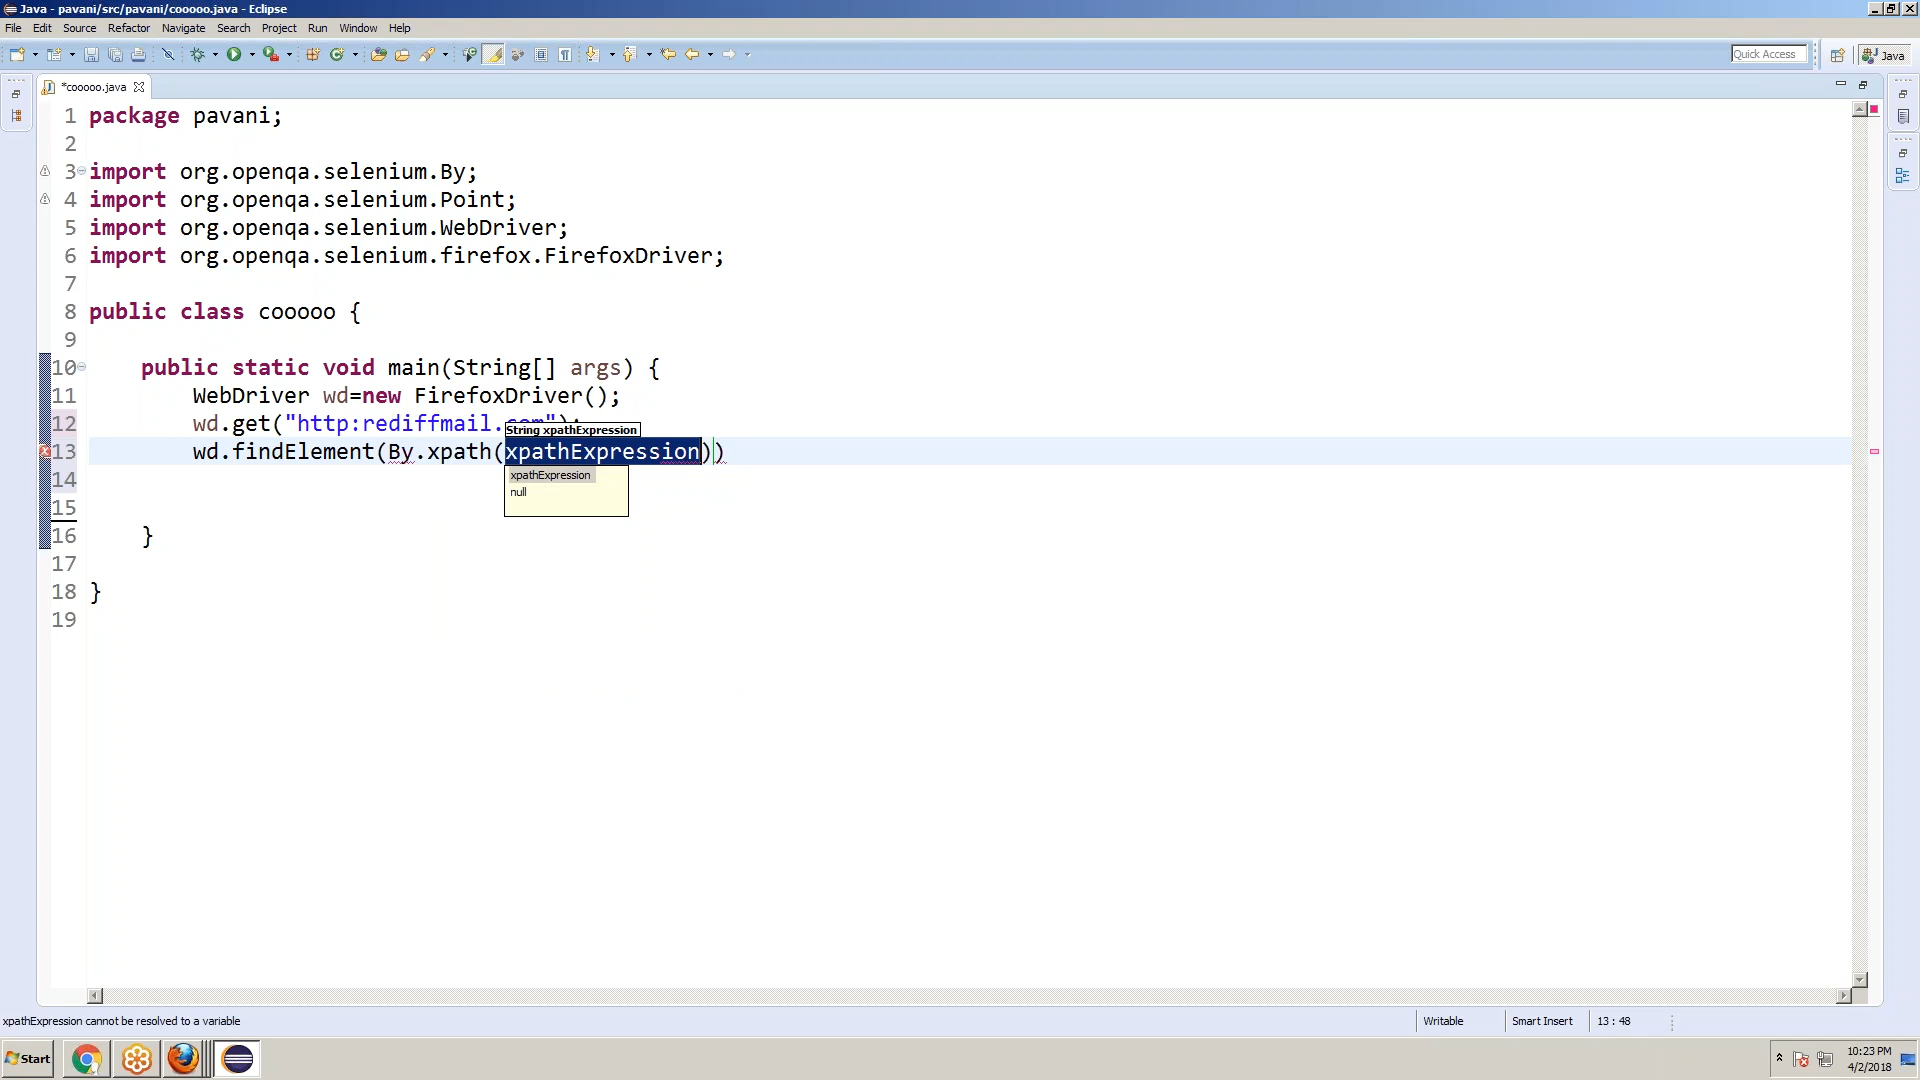 Java - pavani/src/pavani/cooooo.java - Eclipse
File Edit Source Refactor Navigate Search Project Run Window Help
Quick Access
Java
*cooooo.java
1 package pavani;
2
3 import org.openqa.selenium.By;
4 import org.openqa.selenium.Point;
5 import org.openqa.selenium.WebDriver;
6 import org.openqa.selenium.firefox.FirefoxDriver;
7
8 public class cooooo {
9
10 public static void main(String[] args) {
11 WebDriver wd=new FirefoxDriver();
12 wd.get("http:rediffmail.com");
String xpathExpression
13 wd.findElement(By.xpath(xpathExpression))
xpathExpression
14
null
15
16 }
17
18 }
19
xpathExpression cannot be resolved to a variable
Writable
Smart Insert
13 : 48
Start
10:23 PM
4/2/2018